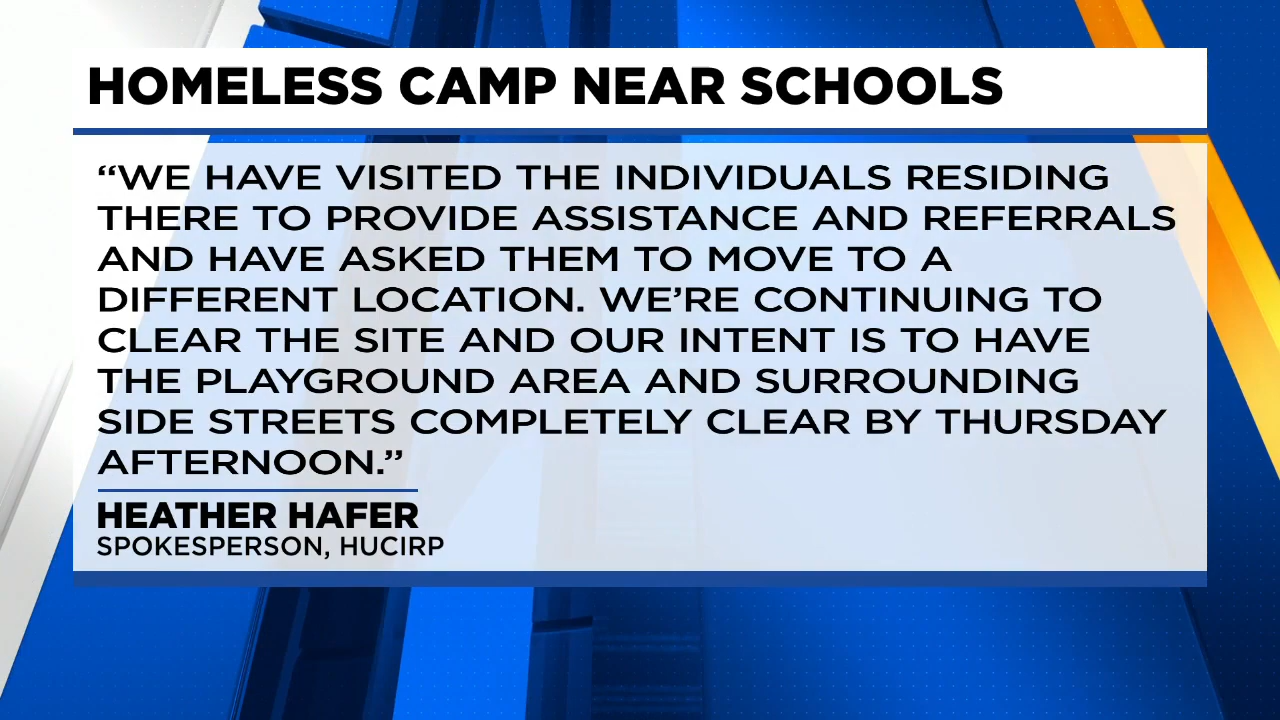 HOMELESS CAMP NEAR SCHOOLS
“WE HAVE VISITED THE INDIVIDUALS RESIDING
THERE TO PROVIDE ASSISTANCE AND REFERRALS
AND HAVE ASKED THEM TO MOVE TO A
DIFFERENT LOCATION. WE’RE CONTINUING TO
CLEAR THE SITE AND OUR INTENT IS TO HAVE
THE PLAYGROUND AREA AND SURROUNDING
SIDE STREETS COMPLETELY CLEAR BY THURSDAY
AFTERNOON.”
HEATHER HAFER
SPOKESPERSON, HUCIRP